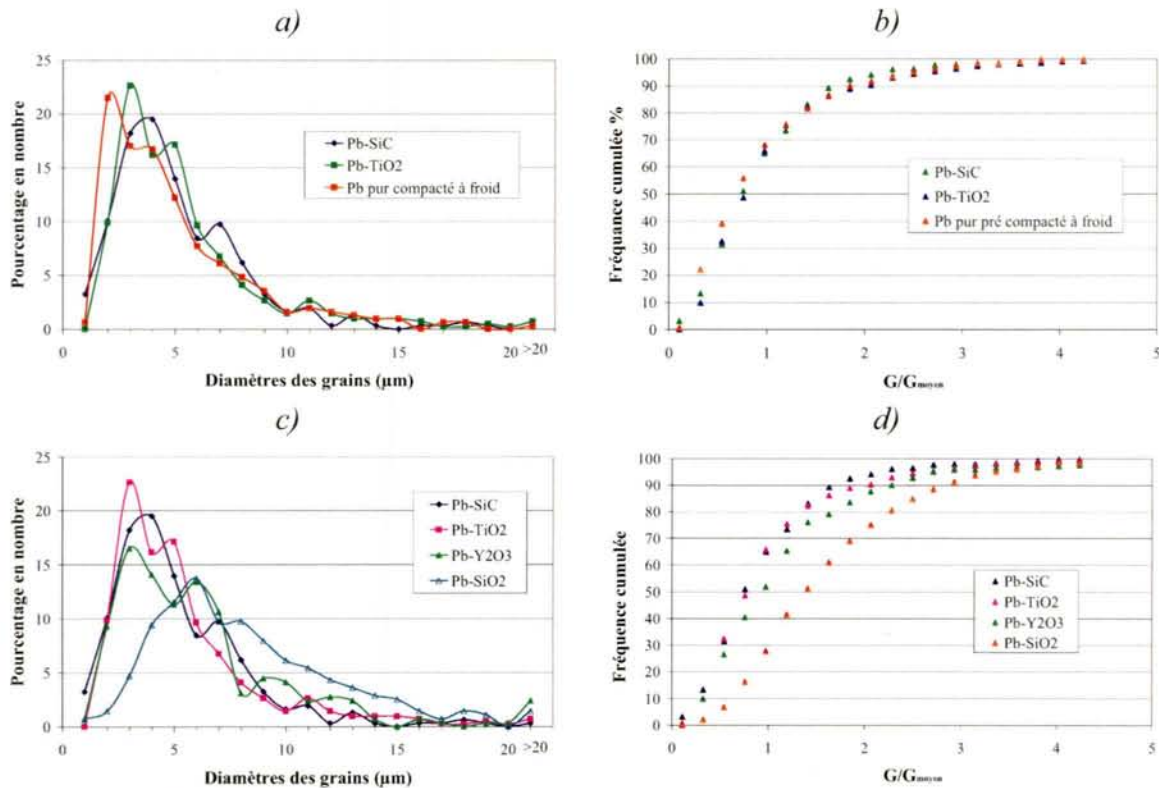 a)
25
20
15
10
5
0
Pourcentage en nombre
Pb-SiC
Pb-TiO2
Pb pur compacté à froid
0 5 10 15 20 >20
Diamètres des grains (µm)
b)
100
90
80
70
60
50
40
30
20
10
0
Fréquance cumulée %
Pb-SiC
Pb-TiO2
Pb pur pré compacté à froid
0 1 2 3 4 5
G/Gmoyen
c)
25
20
15
10
5
0
Pourcentage en nombre
Pb-SiC
Pb-TiO2
Pb-Y2O3
Pb-SiO2
0 5 10 15 20 >20
Diamètres des grains (µm)
d)
100
90
80
70
60
50
40
30
20
10
0
Fréquence cumulée
Pb-SiC
Pb-TiO2
Pb-Y2O3
Pb-SiO2
0 1 2 3 4 5
G/Gmoyen